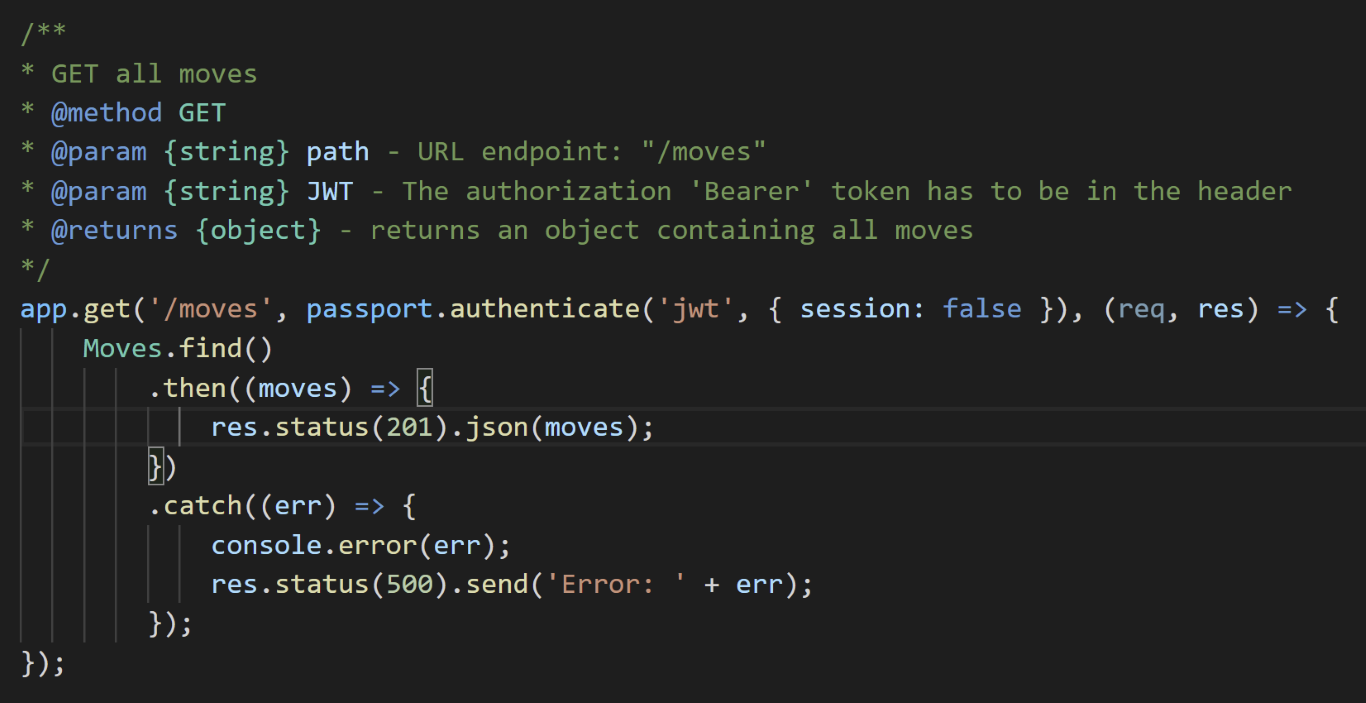 /**
* GET all moves
* @method GET
* @param {string} path - URL endpoint: "/moves"
* @param {string} JWT - The authorization 'Bearer' token has to be in the header
* @returns {object} - returns an object containing all moves
*/
app.get('/moves', passport.authenticate('jwt', { session: false }), (req, res) => {
    Moves.find()
        .then((moves) => {
            res.status(201).json(moves);
        })
        .catch((err) => {
            console.error(err);
            res.status(500).send('Error: ' + err);
        });
});